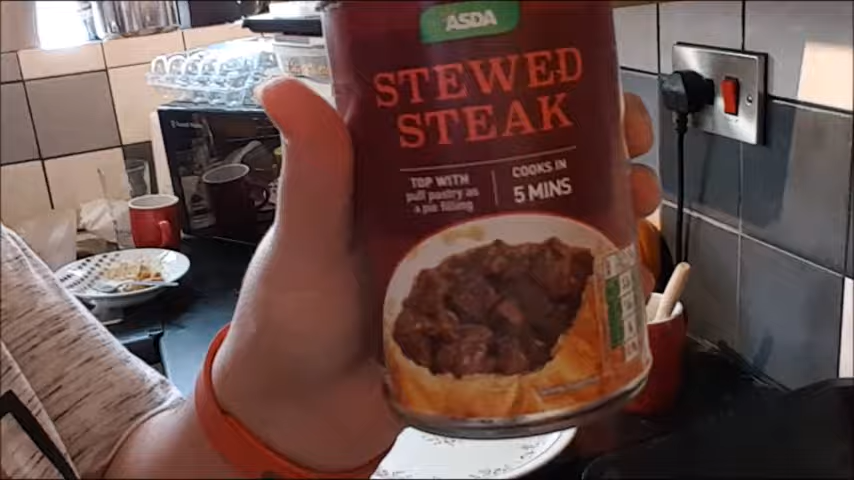 ASDA
STEWED
STEAK
TOP WITH
puff pastry as
a pie filling
COOKS IN
5 MINS